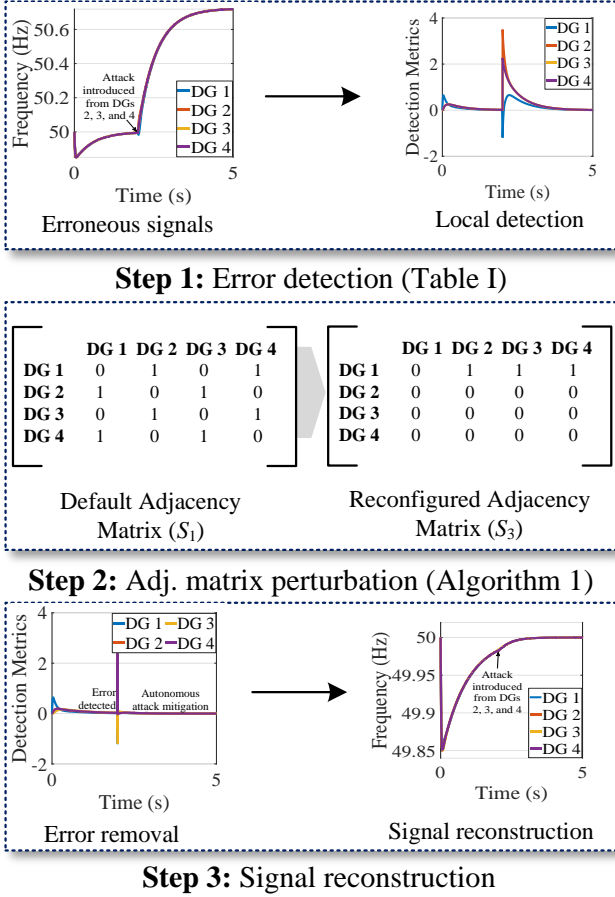 Frequency (Hz)
50.6
50.4
50.2
50
Attack
introduced
from DGs
2, 3, and 4
DG 1
DG 2
DG 3
DG 4
0
5
Time (s)
Erroneous signals
Detection Metrics
4
2
0
-2
DG 1
DG 2
DG 3
DG 4
0
5
Time (s)
Local detection
Step 1: Error detection (Table I)
DG 1 DG 2 DG 3 DG 4
DG 1 0 1 0 1
DG 2 1 0 1 0
DG 3 0 1 0 1
DG 4 1 0 1 0
Default Adjacency
Matrix (S1)
DG 1 DG 2 DG 3 DG 4
DG 1 0 1 1 1
DG 2 0 0 0 0
DG 3 0 0 0 0
DG 4 0 0 0 0
Reconfigured Adjacency
Matrix (S3)
Step 2: Adj. matrix perturbation (Algorithm 1)
Detection Metrics
4
2
0
-2
DG 1 DG 3
DG 2 DG 4
Error
detected
Autonomous
attack mitigation
0
5
Time (s)
Error removal
Frequency (Hz)
50
49.95
49.9
49.85
Attack
introduced
from DGs
2, 3, and 4
DG 1
DG 2
DG 3
DG 4
0
5
Time (s)
Signal reconstruction
Step 3: Signal reconstruction